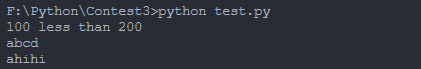 F:\Python\Contest3>python test.py
100 less than 200
abcd
ahihi